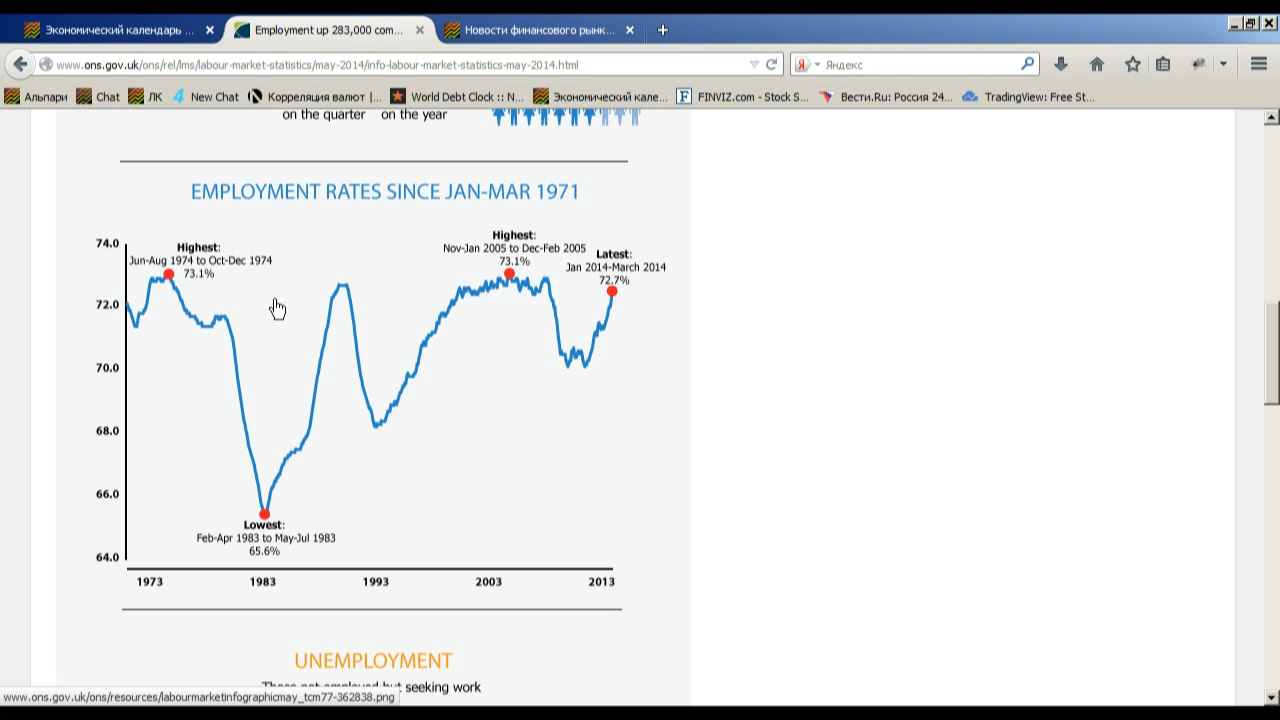 Экономический календарь ...
Employment up 283,000 com...
Новости финансового рынк...
www.ons.gov.uk/ons/rel/lms/labour-market-statistics/may-2014/info-labour-market-statistics-may-2014.html
Яндекс
Альпари
Chat
ЛК
New Chat
Корреляция валют |...
World Debt Clock :: N...
Экономический кале...
FINVIZ.com - Stock S...
Вести.Ru: Россия 24...
TradingView: Free St...
on the quarter on the year
EMPLOYMENT RATES SINCE JAN-MAR 1971
Highest:
Jun-Aug 1974 to Oct-Dec 1974
73.1%
Highest:
Nov-Jan 2005 to Dec-Feb 2005
73.1%
Latest:
Jan 2014-March 2014
72.7%
74.0
72.0
70.0
68.0
66.0
64.0
Lowest:
Feb-Apr 1983 to May-Jul 1983
65.6%
1973 1983 1993 2003 2013
UNEMPLOYMENT
Those not employed but seeking work
www.ons.gov.uk/ons/resources/labourmarketinfographicmay_tcm77-362838.png